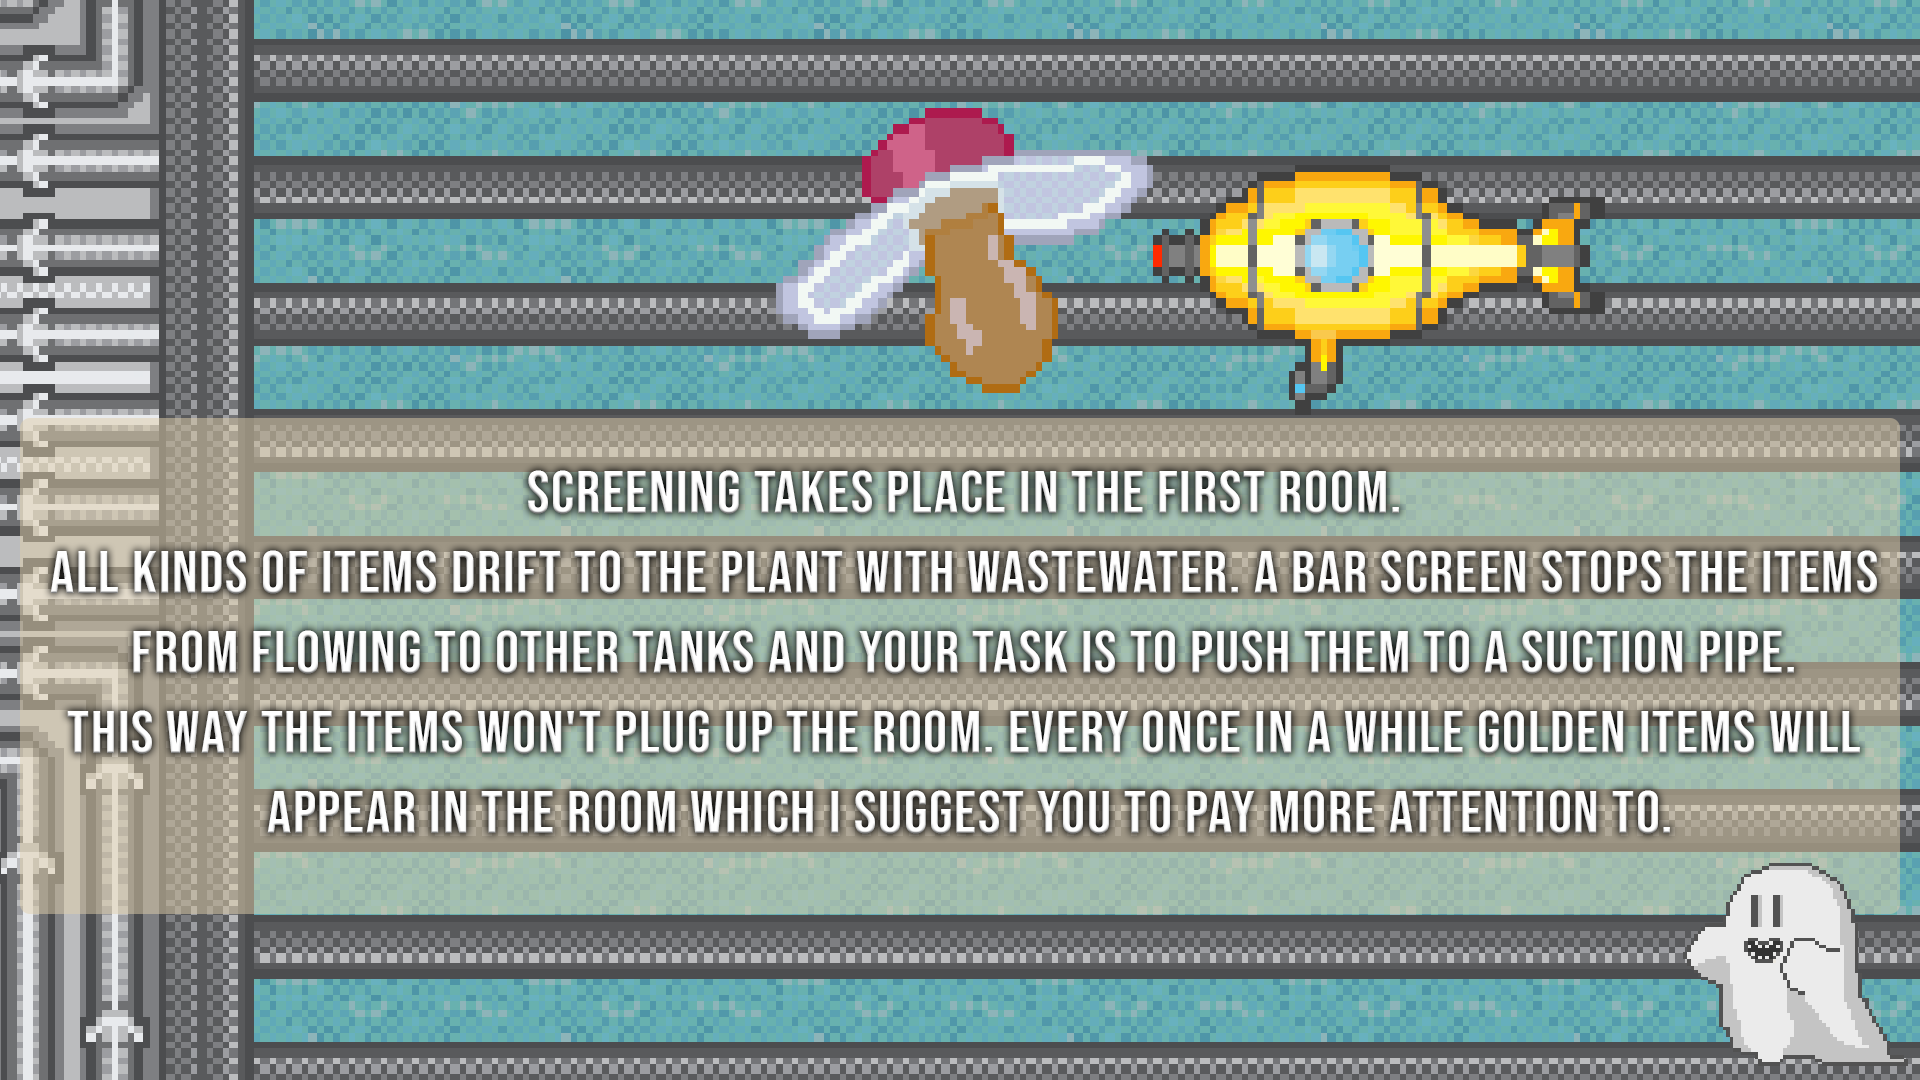 SCREENING TAKES PLACE IN THE FIRST ROOM.
ALL KINDS OF ITEMS DRIFT TO THE PLANT WITH WASTEWATER. A BAR SCREEN STOPS THE ITEMS
FROM FLOWING TO OTHER TANKS AND YOUR TASK IS TO PUSH THEM TO A SUCTION PIPE.
THIS WAY THE ITEMS WON'T PLUG UP THE ROOM. EVERY ONCE IN A WHILE GOLDEN ITEMS WILL
APPEAR IN THE ROOM WHICH I SUGGEST YOU TO PAY MORE ATTENTION TO.